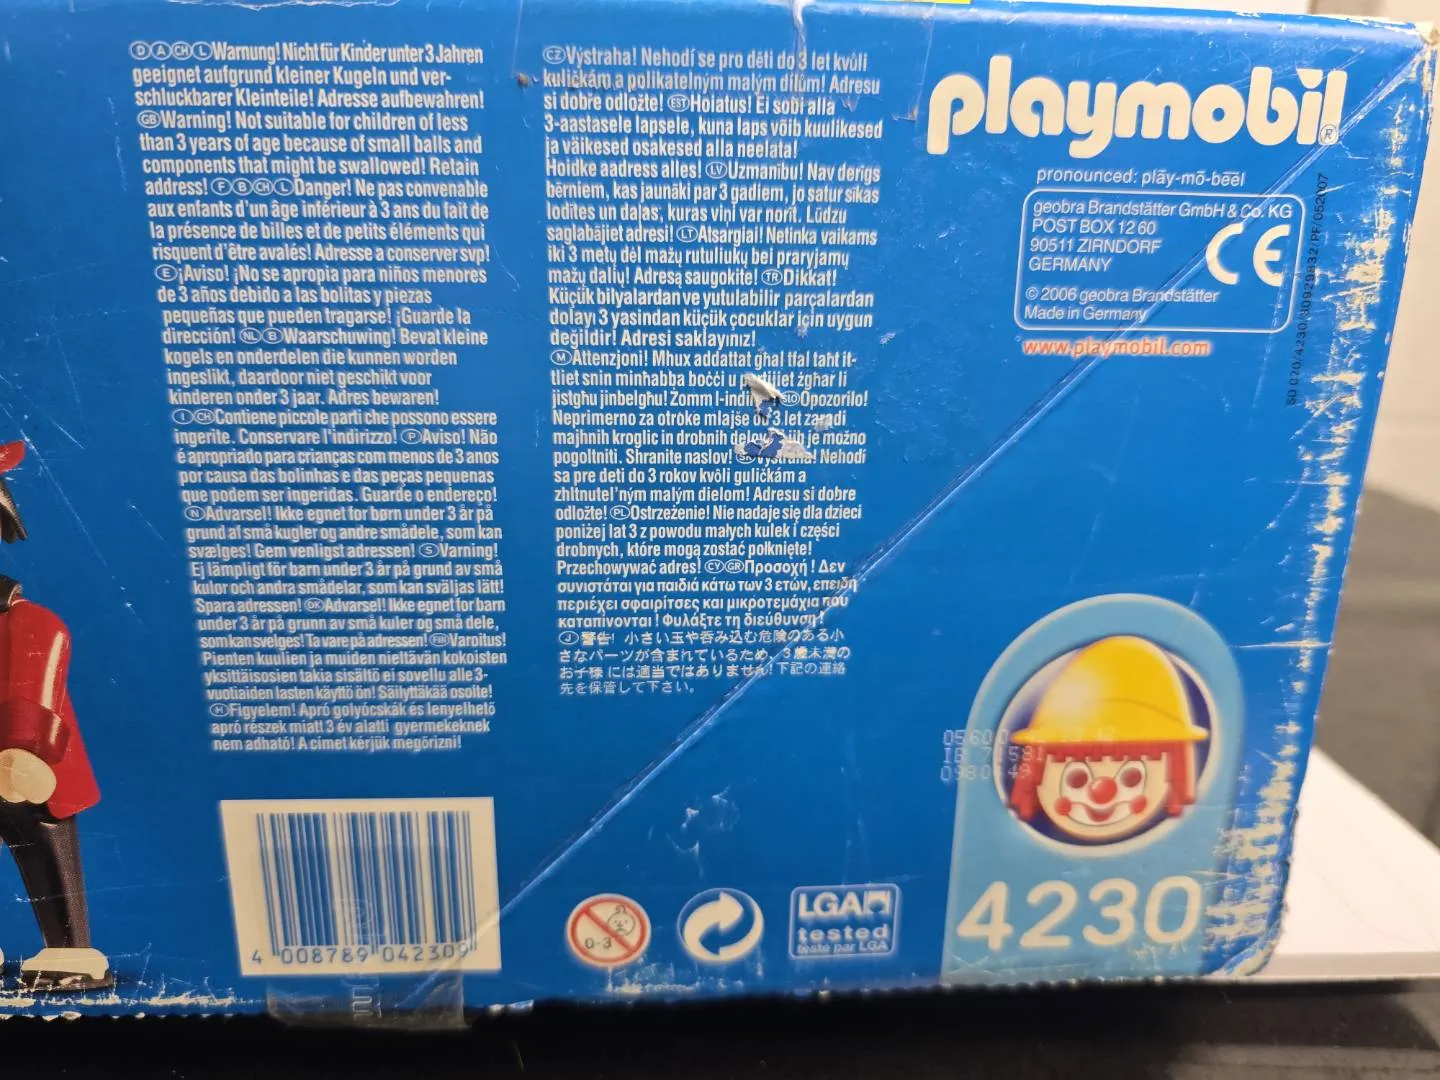 D A CH L Warnung! Nicht für Kinder unter 3 Jahren
geeignet aufgrund kleiner Kugeln und ver-
schluckbarer Kleinteile! Adresse aufbewahren!
GB Warning! Not suitable for children of less
than 3 years of age because of small balls and
components that might be swallowed! Retain
address! F B CH L Danger! Ne pas convenable
aux enfants d'un âge inférieur à 3 ans du fait de
la présence de billes et de petits éléments qui
risquent d'être avalés! Adresse a conserver svp!
E ¡Aviso! ¡No se apropia para niños menores
de 3 años debido a las bolitas y piezas
pequeñas que pueden tragarse! ¡Guarde la
dirección! NL B Waarschuwing! Bevat kleine
kogels en onderdelen die kunnen worden
ingeslikt, daardoor niet geschikt voor
kinderen onder 3 jaar. Adres bewaren!
I CH Contiene piccole parti che possono essere
ingerite. Conservare l'indirizzo! P Aviso! Não
é apropriado para crianças com menos de 3 anos
por causa das bolinhas e das peças pequenas
que podem ser ingeridas. Guarde o endereço!
N Advarsel! Ikke egnet for børn under 3 år på
grund af små kugler og andre smådele, som kan
svælges! Gem venligst adressen! S Varning!
Ej lämpligt för barn under 3 år på grund av små
kulor och andra smådelar, som kan sväljas lätt!
Spara adressen! DK Advarsel! Ikke egnet for barn
under 3 år på grunn av små kuler og små dele,
som kan svelges! Ta vare på adressen! FIN Varoitus!
Pienten kuulien ja muiden nieltävän kokoisten
yksittäisosien takia sisältö ei sovellu alle 3-
vuotiaiden lasten käyttö ön! Säilyttäkää osolle!
H Figyelem! Apró golyócskák és lenyelhető
apró részek miatt 3 év alatti gyermekeknek
nem adható! A címet kérjük megőrizni!
CZ Výstraha! Nehodí se pro děti do 3 let kvůli
kuličkám a polikatelným malým dílům! Adresu
si dobře odložte! EST Hoiatus! Ei sobi alla
3-aastasele lapsele, kuna laps võib kuulikesed
ja väikesed osakesed alla neelata!
Hoidke aadress alles! LV Uzmanību! Nav derīgs
bērniem, kas jaunāki par 3 gadiem, jo satur sīkas
lodītes un daļas, kuras viņi var norīt. Lūdzu
saglabājiet adresi! LT Atsargiai! Netinka vaikams
iki 3 metų dėl mažų rutuliukų bei praryjamų
mažų dalių! Adresą saugokite! TR Dikkat!
Küçük bilyalardan ve yutulabilir parçalardan
dolayı 3 yasindan küçük çocuklar için uygun
değildir! Adresi saklayınız!
M Attenzjoni! Mhux addattat għal tfal taħt it-
tliet snin minħabba boċċi u żgħar li
jistgħu jinbelgħu! Żomm l- SLO Opozorilo!
Neprimerno za otroke mlajše od 3 let zaradi
majhnih kroglic in drobnih je možno
pogoltniti. Shranite naslov! SK Výstraha! Nehodí
sa pre deti do 3 rokov kvôli guličkám a
zhltnuteľným malým dielom! Adresu si dobre
odložte! PL Ostrzeżenie! Nie nadaje się dla dzieci
poniżej lat 3 z powodu małych kulek i części
drobnych, które mogą zostać połknięte!
Przechowywać adres! CY GR Προσοχή! Δεν
συνιστάται για παιδιά κάτω των 3 ετών, επειδή
περιέχει σφαιρίτσες και μικροτεμάχια που
καταπίνονται! Φυλάξτε τη διεύθυνση!
J 警告! 小さい玉や呑み込む危険のある小
さなパーツが含まれているため、3歳未満の
お子様には適当ではありません! 下記の連絡
先を保管して下さい。
playmobil®
pronounced: plāy-mō-bēēl
geobra Brandstätter GmbH & Co. KG
POST BOX 12 60
90511 ZIRNDORF
GERMANY
CE
© 2006 geobra Brandstätter
Made in Germany
www.playmobil.com
4 008789 042309
0-3
LGA
tested
testé par LGA
4230